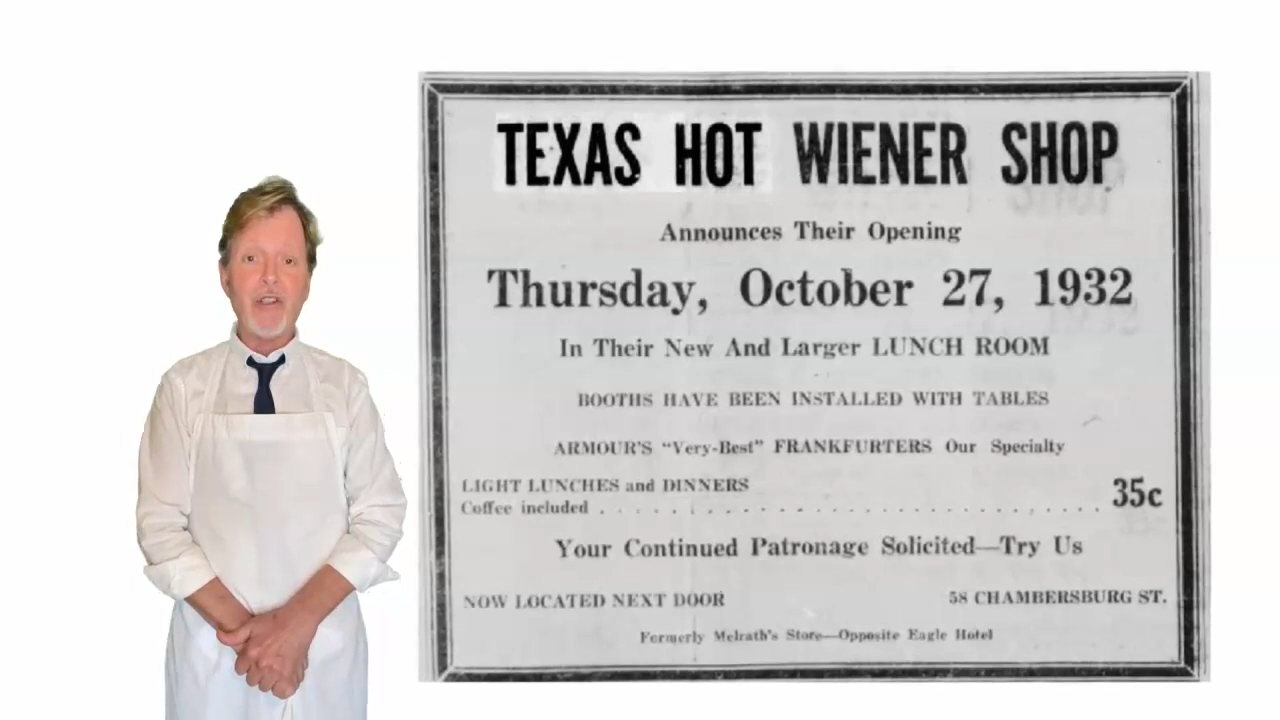 TEXAS HOT WIENER SHOP
Announces Their Opening
Thursday, October 27, 1932
In Their New And Larger LUNCH ROOM
BOOTHS HAVE BEEN INSTALLED WITH TABLES
ARMOUR'S "Very-Best" FRANKFURTERS Our Specialty
LIGHT LUNCHES and DINNERS
Coffee included . . . . . . . . . . . . . . . . . . . . . . . . . . . . . . 35c
Your Continued Patronage Solicited—Try Us
NOW LOCATED NEXT DOOR 58 CHAMBERSBURG ST.
Formerly Melrath's Store—Opposite Eagle Hotel